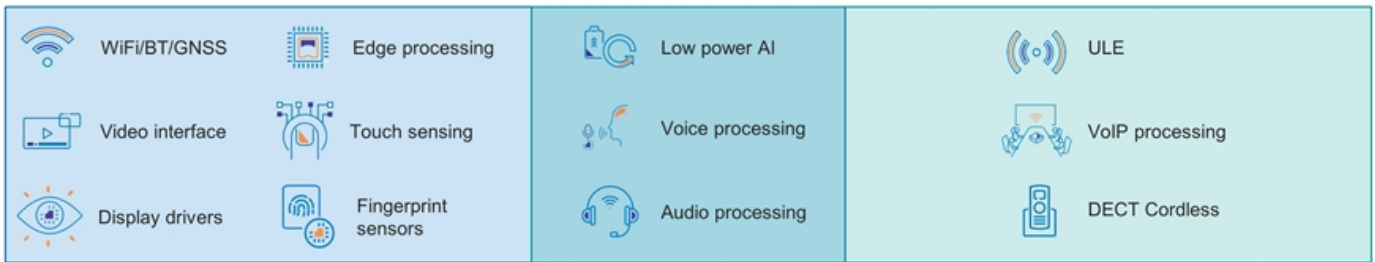 WiFi/BT/GNSS
Edge processing
Low power AI
ULE
Video interface
Touch sensing
Voice processing
VoIP processing
Display drivers
Fingerprint
sensors
Audio processing
DECT Cordless